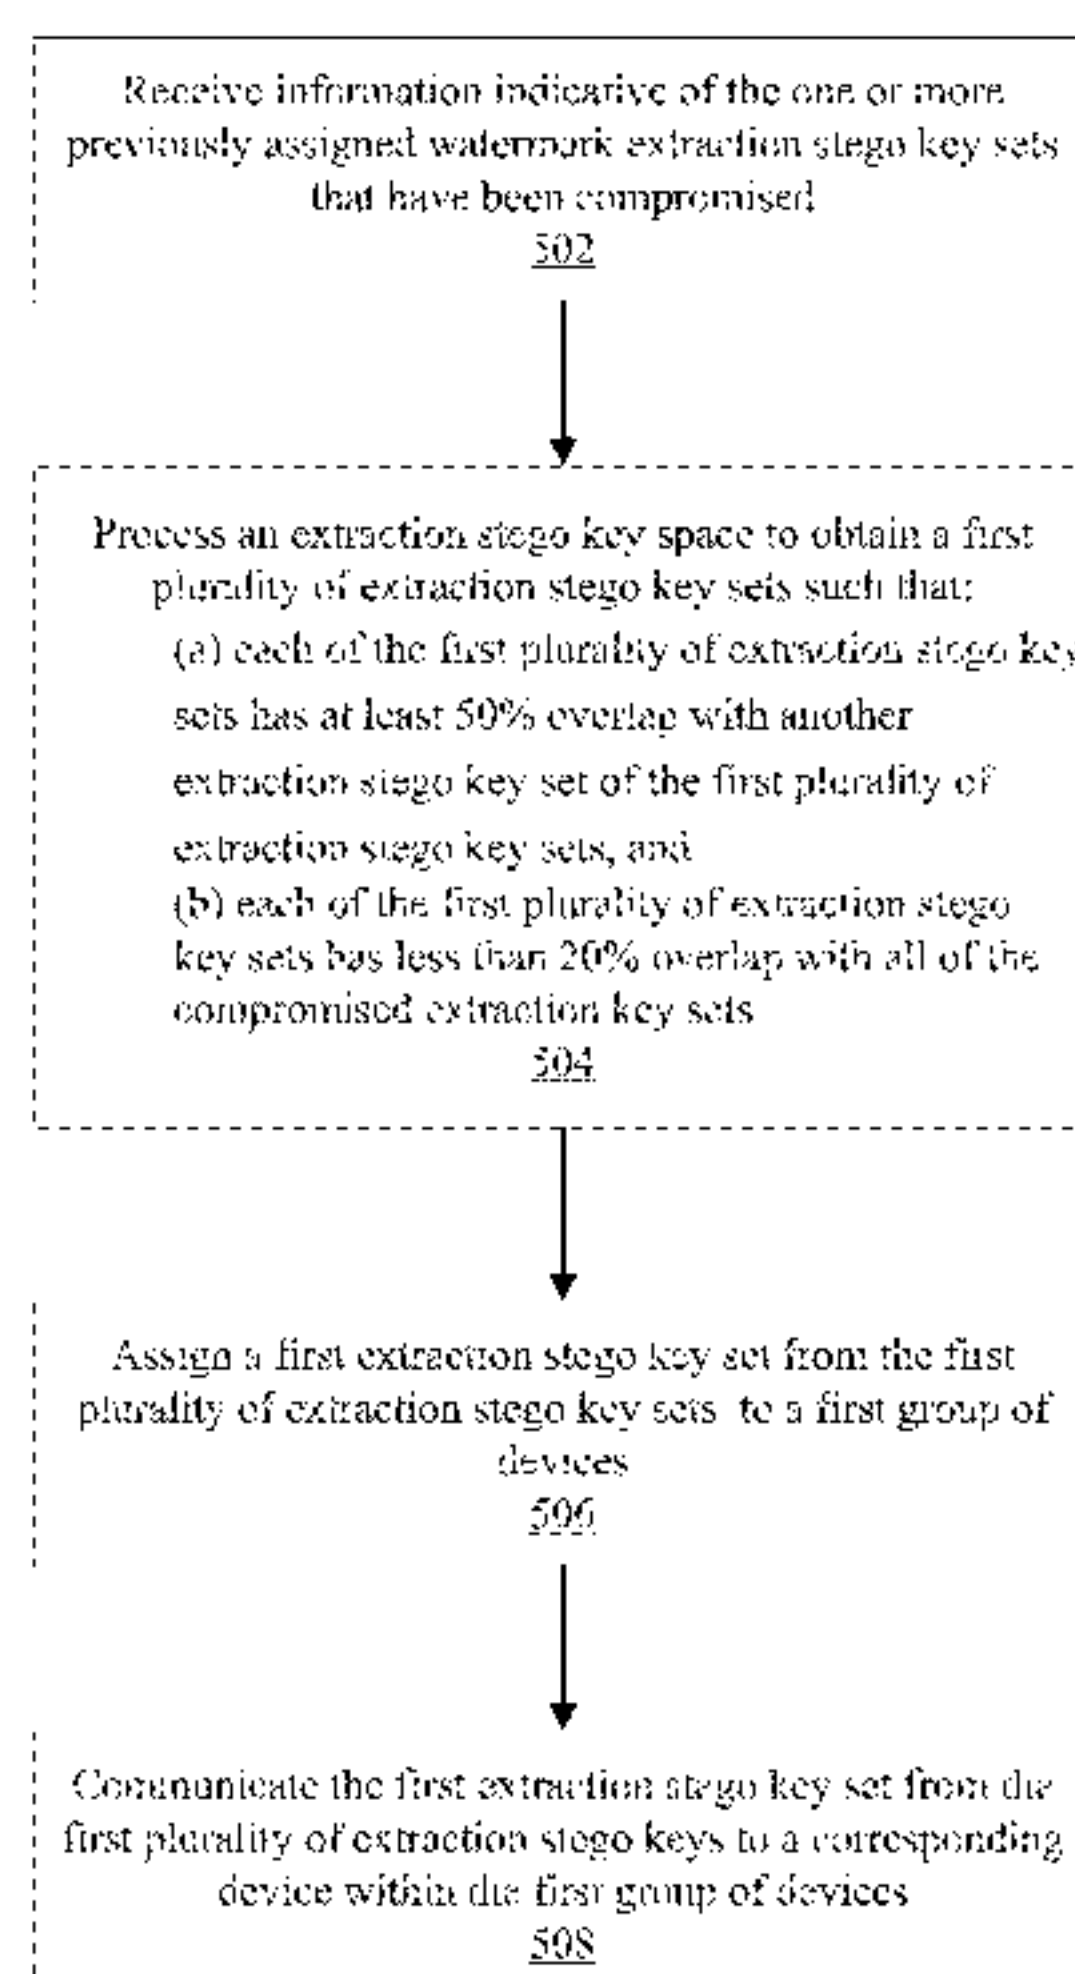 Receive information indicative of the one or more
previously assigned watermark extraction stego key sets
that have been compromised
502
Process an extraction stego key space to obtain a first
plurality of extraction stego key sets such that:
(a) each of the first plurality of extraction stego key
sets has at least 50% overlap with another
extraction stego key set of the first plurality of
extraction stego key sets, and
(b) each of the first plurality of extraction stego
key sets has less than 20% overlap with all of the
compromised extraction key sets
504
Assign a first extraction stego key set from the first
plurality of extraction stego key sets to a first group of
devices
506
Communicate the first extraction stego key set from the
first plurality of extraction stego keys to a corresponding
device within the first group of devices
508